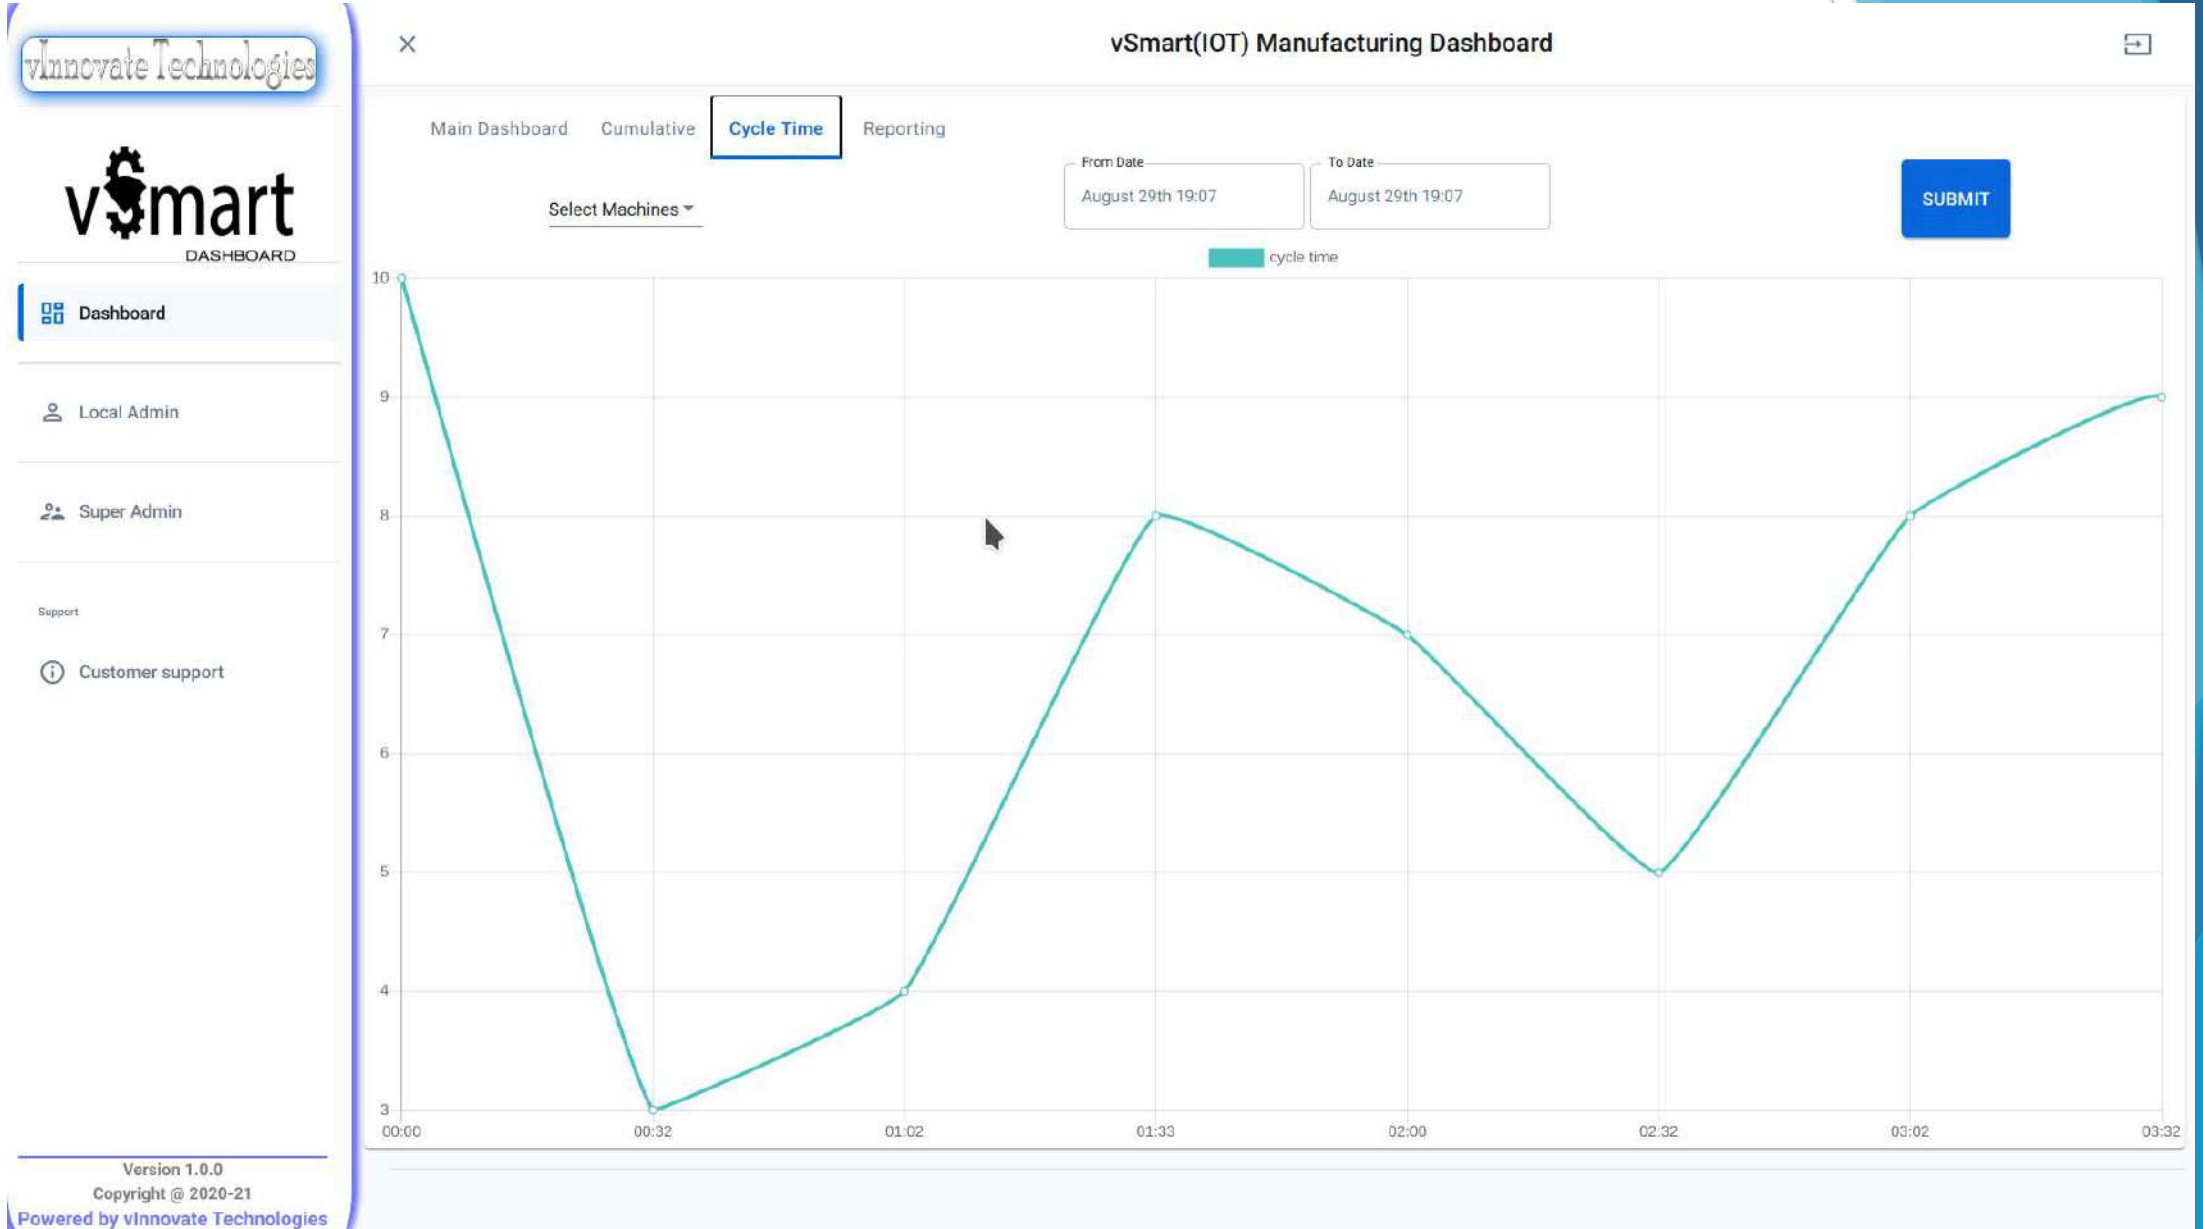 vInnovate Technologies
vSmart
DASHBOARD
Dashboard
Local Admin
Super Admin
Support
Customer support
Version 1.0.0
Copyright @ 2020-21
Powered by vInnovate Technologies
vSmart(IOT) Manufacturing Dashboard
Main Dashboard Cumulative Cycle Time Reporting
From Date To Date
Select Machines August 29th 19:07 August 29th 19:07 SUBMIT
cycle time
10
9
8
7
6
5
4
3
00:00 00:32 01:02 01:33 02:00 02:32 03:02 03:32